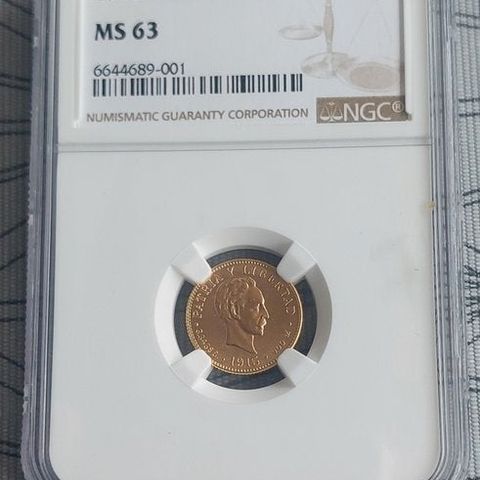 MS 63
6644689-001
NUMISMATIC GUARANTY CORPORATION NGC®
PATRIA Y LIBERTAD
1915